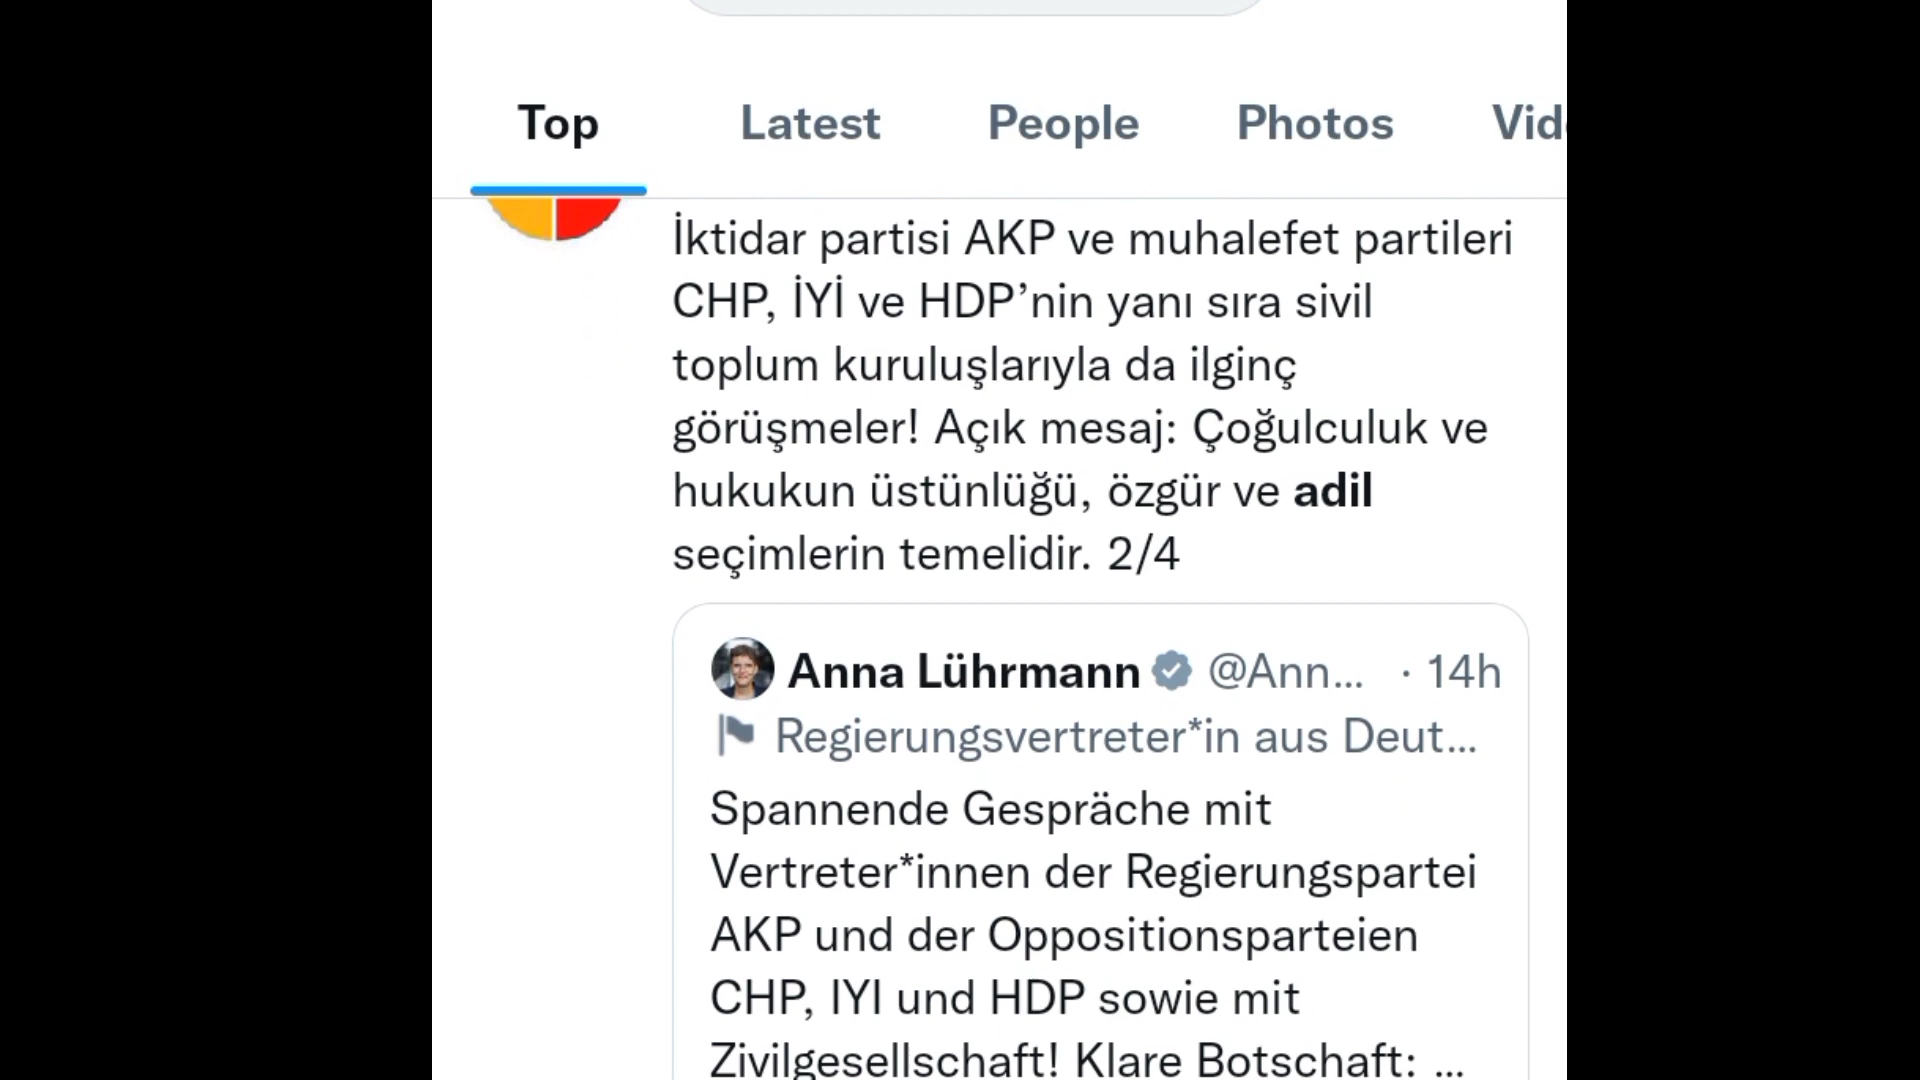 Top Latest People Photos Vid
İktidar partisi AKP ve muhalefet partileri
CHP, İYİ ve HDP’nin yanı sıra sivil
toplum kuruluşlarıyla da ilginç
görüşmeler! Açık mesaj: Çoğulculuk ve
hukukun üstünlüğü, özgür ve adil
seçimlerin temelidir. 2/4
Anna Lührmann @Ann... · 14h
Regierungsvertreter*in aus Deut...
Spannende Gespräche mit
Vertreter*innen der Regierungspartei
AKP und der Oppositionsparteien
CHP, IYI und HDP sowie mit
Zivilgesellschaft! Klare Botschaft: ...